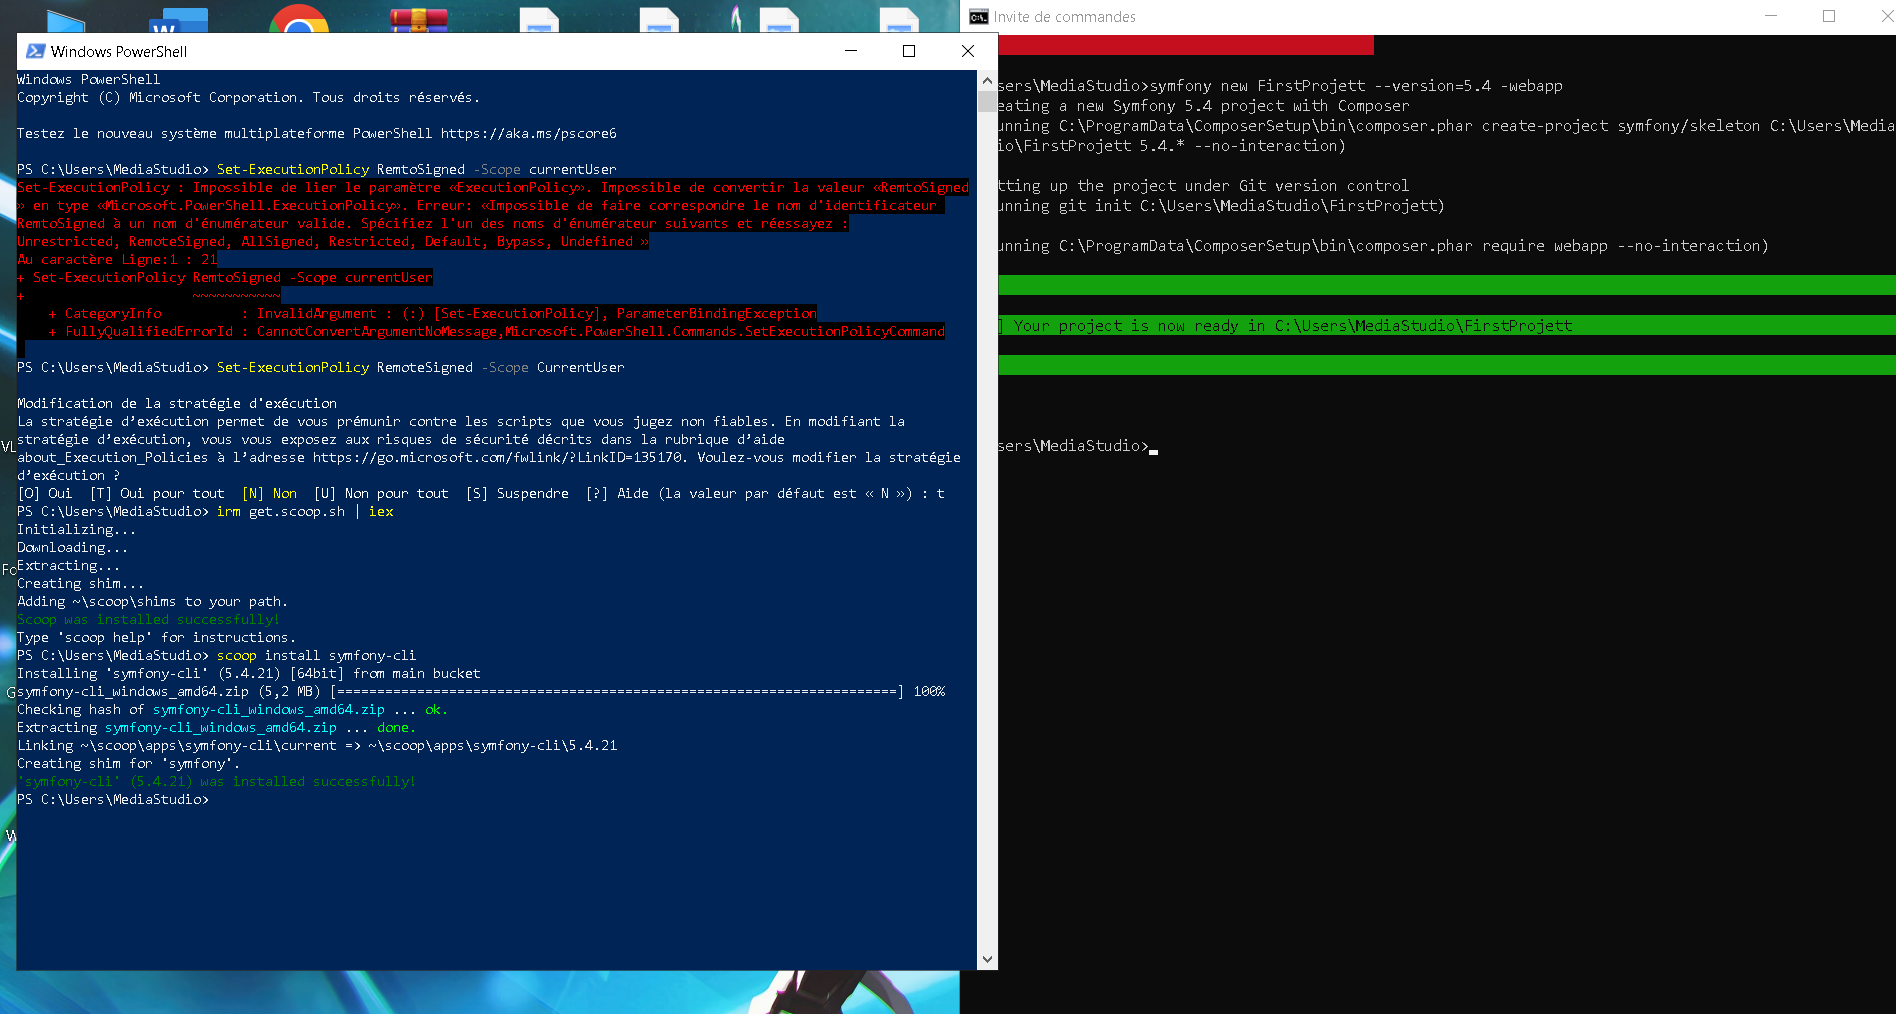 Windows PowerShell
Windows PowerShell
Copyright (C) Microsoft Corporation. Tous droits réservés.
Testez le nouveau système multiplateforme PowerShell https://aka.ms/pscore6
PS C:\Users\MediaStudio> Set-ExecutionPolicy RemtoSigned -Scope currentUser
Set-ExecutionPolicy : Impossible de lier le paramètre «ExecutionPolicy». Impossible de convertir la valeur «RemtoSigned
» en type «Microsoft.PowerShell.ExecutionPolicy». Erreur: «Impossible de faire correspondre le nom d'identificateur
RemtoSigned à un nom d'énumérateur valide. Spécifiez l'un des noms d'énumérateur suivants et réessayez :
Unrestricted, RemoteSigned, AllSigned, Restricted, Default, Bypass, Undefined »
Au caractère Ligne:1 : 21
+ Set-ExecutionPolicy RemtoSigned -Scope currentUser
+                     ~~~~~~~~~~~
    + CategoryInfo          : InvalidArgument : (:) [Set-ExecutionPolicy], ParameterBindingException
    + FullyQualifiedErrorId : CannotConvertArgumentNoMessage,Microsoft.PowerShell.Commands.SetExecutionPolicyCommand
PS C:\Users\MediaStudio> Set-ExecutionPolicy RemoteSigned -Scope CurrentUser
Modification de la stratégie d'exécution
La stratégie d’exécution permet de vous prémunir contre les scripts que vous jugez non fiables. En modifiant la
stratégie d’exécution, vous vous exposez aux risques de sécurité décrits dans la rubrique d’aide
about_Execution_Policies à l’adresse https://go.microsoft.com/fwlink/?LinkID=135170. Voulez-vous modifier la stratégie
d’exécution ?
[O] Oui  [T] Oui pour tout  [N] Non  [U] Non pour tout  [S] Suspendre  [?] Aide (la valeur par défaut est « N ») : t
PS C:\Users\MediaStudio> irm get.scoop.sh | iex
Initializing...
Downloading...
Extracting...
Creating shim...
Adding ~\scoop\shims to your path.
Scoop was installed successfully!
Type 'scoop help' for instructions.
PS C:\Users\MediaStudio> scoop install symfony-cli
Installing 'symfony-cli' (5.4.21) [64bit] from main bucket
symfony-cli_windows_amd64.zip (5,2 MB) [======================================================================] 100%
Checking hash of symfony-cli_windows_amd64.zip ... ok.
Extracting symfony-cli_windows_amd64.zip ... done.
Linking ~\scoop\apps\symfony-cli\current => ~\scoop\apps\symfony-cli\5.4.21
Creating shim for 'symfony'.
'symfony-cli' (5.4.21) was installed successfully!
PS C:\Users\MediaStudio>
Invite de commandes
sers\MediaStudio>symfony new FirstProjett --version=5.4 -webapp
eating a new Symfony 5.4 project with Composer
unning C:\ProgramData\ComposerSetup\bin\composer.phar create-project symfony/skeleton C:\Users\Media
io\FirstProjett 5.4.* --no-interaction)
tting up the project under Git version control
unning git init C:\Users\MediaStudio\FirstProjett)
unning C:\ProgramData\ComposerSetup\bin\composer.phar require webapp --no-interaction)
] Your project is now ready in C:\Users\MediaStudio\FirstProjett
sers\MediaStudio>
VL
Fo
G
W